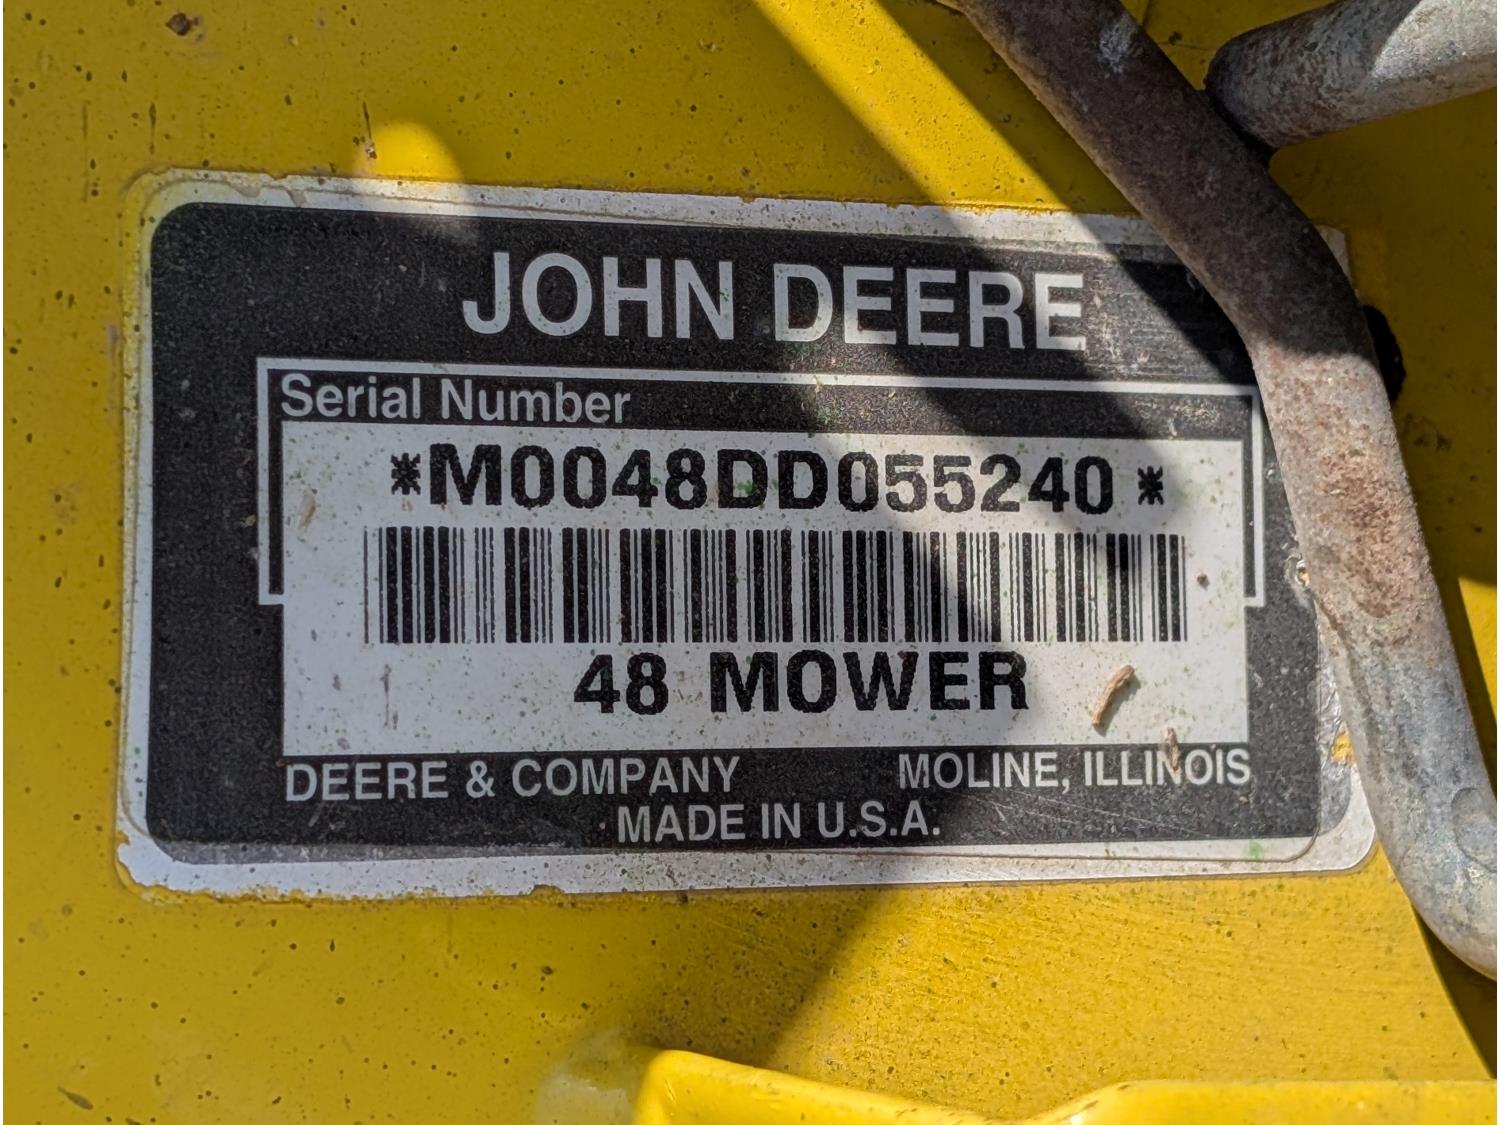 JOHN DEERE
Serial Number
*M0048DD055240*
48 MOWER
DEERE & COMPANY MOLINE, ILLINOIS
MADE IN U.S.A.